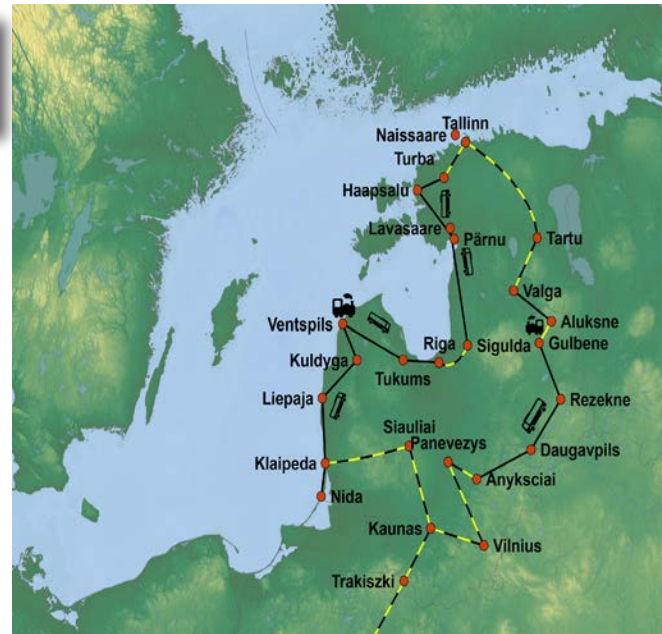 Tallinn
Naissaare
Turba
Haapsalu
Lavasaare
Pärnu
Tartu
Valga
Ventspils
Aluksne
Riga
Sigulda
Gulbene
Kuldyga
Tukums
Liepaja
Rezekne
Siauliai
Panevezys
Daugavpils
Klaipeda
Anyksciai
Nida
Kaunas
Vilnius
Trakiszki